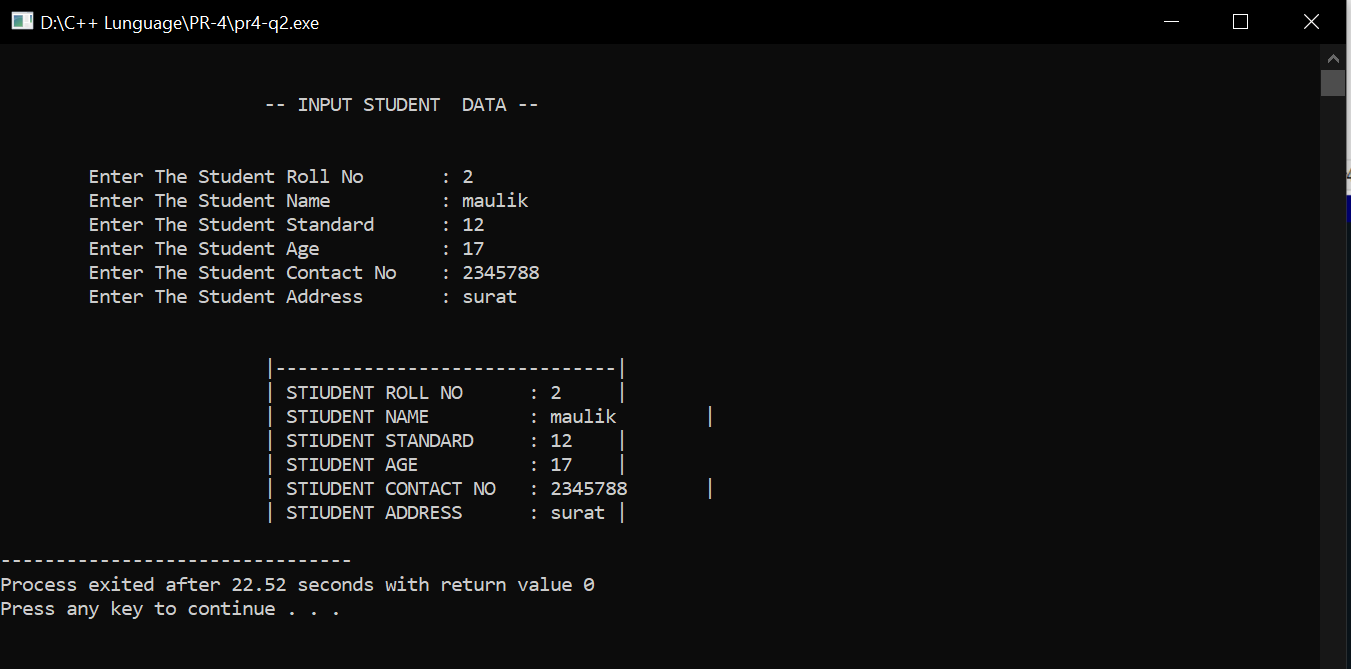 D:\C++ Lunguage\PR-4\pr4-q2.exe
-- INPUT STUDENT  DATA --
Enter The Student Roll No       : 2
Enter The Student Name          : maulik
Enter The Student Standard      : 12
Enter The Student Age           : 17
Enter The Student Contact No    : 2345788
Enter The Student Address       : surat
|-------------------------------|
| STIUDENT ROLL NO      : 2     |
| STIUDENT NAME         : maulik        |
| STIUDENT STANDARD     : 12    |
| STIUDENT AGE          : 17    |
| STIUDENT CONTACT NO   : 2345788       |
| STIUDENT ADDRESS      : surat |
--------------------------------
Process exited after 22.52 seconds with return value 0
Press any key to continue . . .